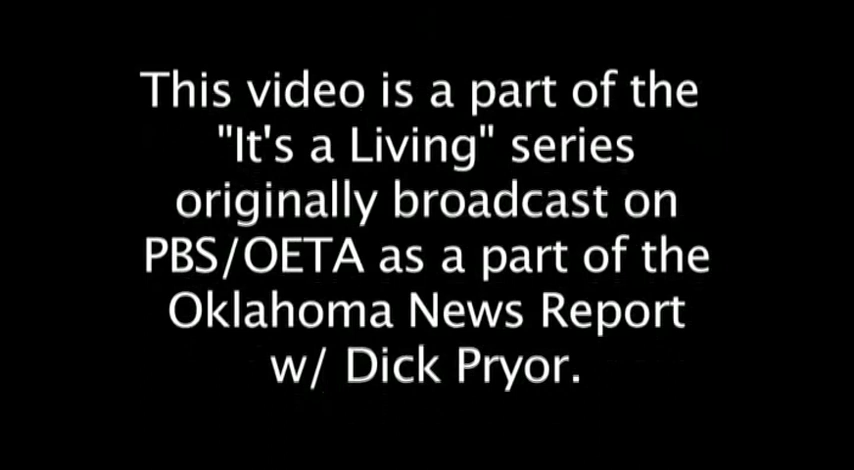 This video is a part of the
"It's a Living" series
originally broadcast on
PBS/OETA as a part of the
Oklahoma News Report
w/ Dick Pryor.